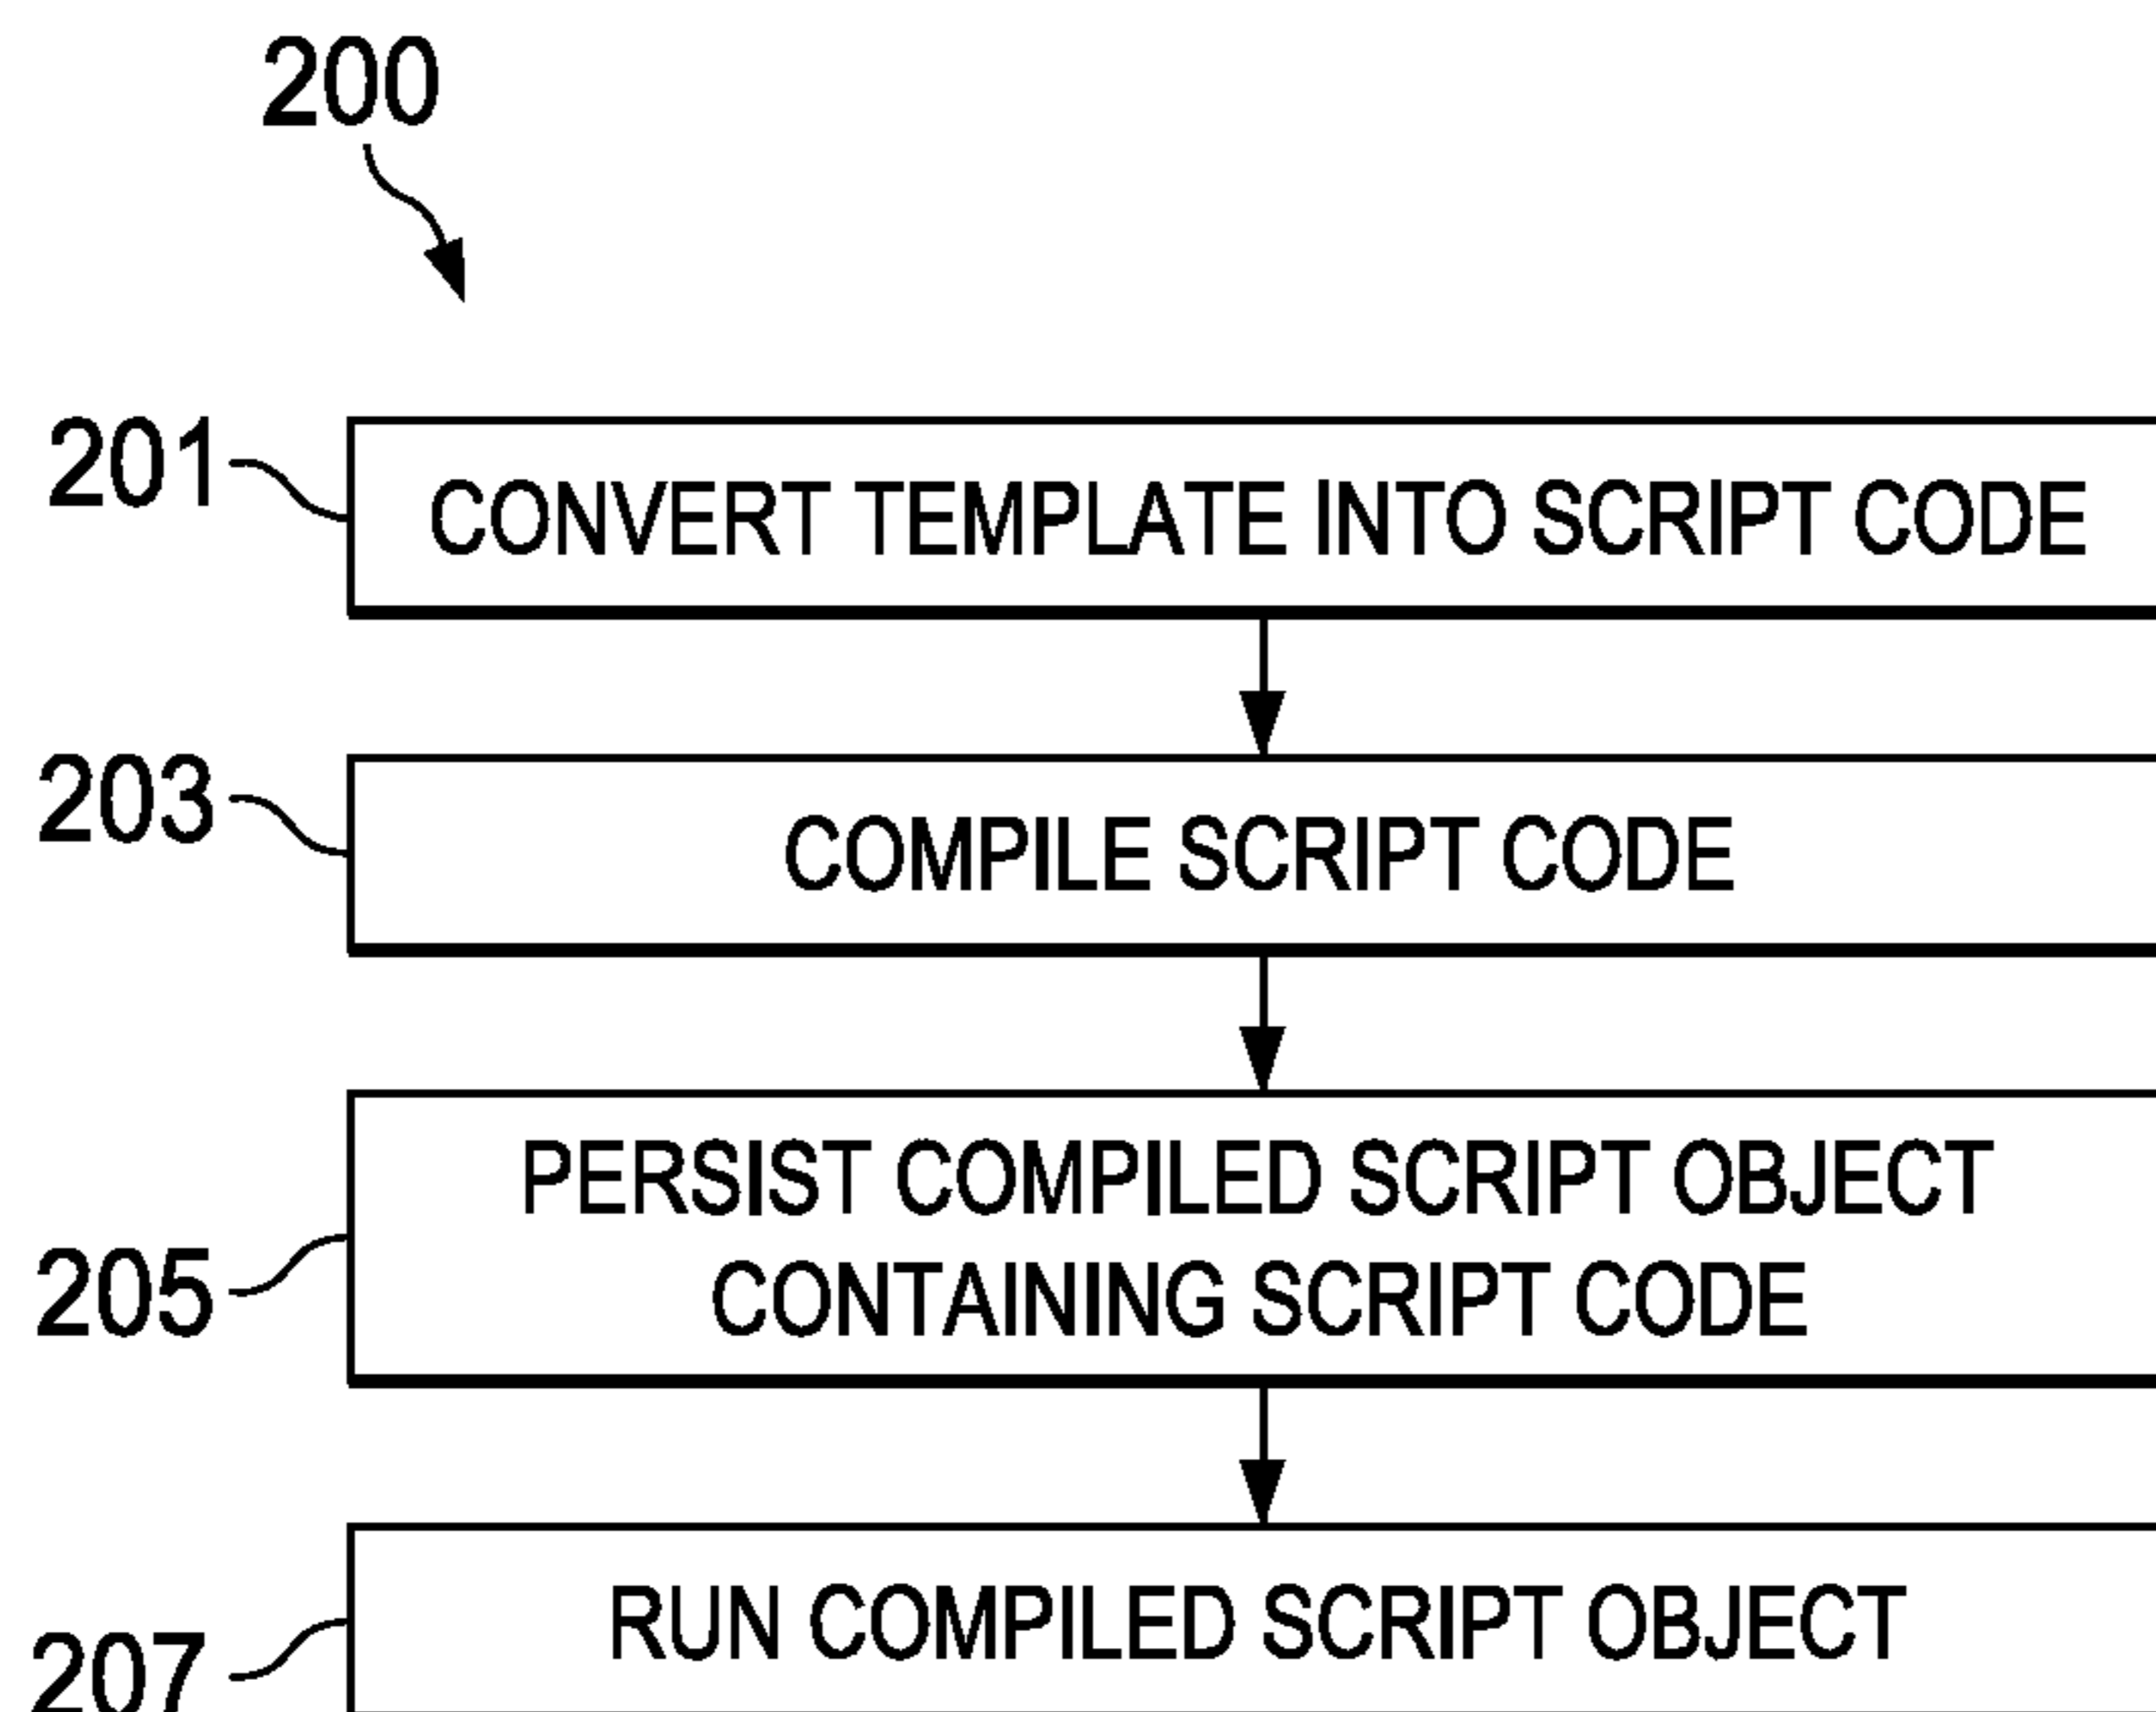 200
201
CONVERT TEMPLATE INTO SCRIPT CODE
203
COMPILE SCRIPT CODE
205
PERSIST COMPILED SCRIPT OBJECT
CONTAINING SCRIPT CODE
207
RUN COMPILED SCRIPT OBJECT